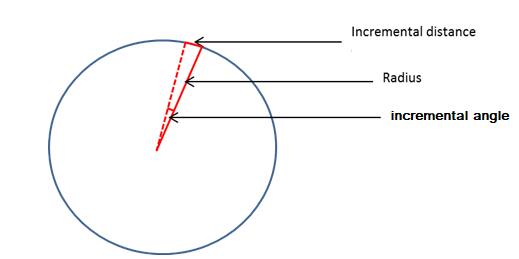 Incremental distance
Radius
incremental angle